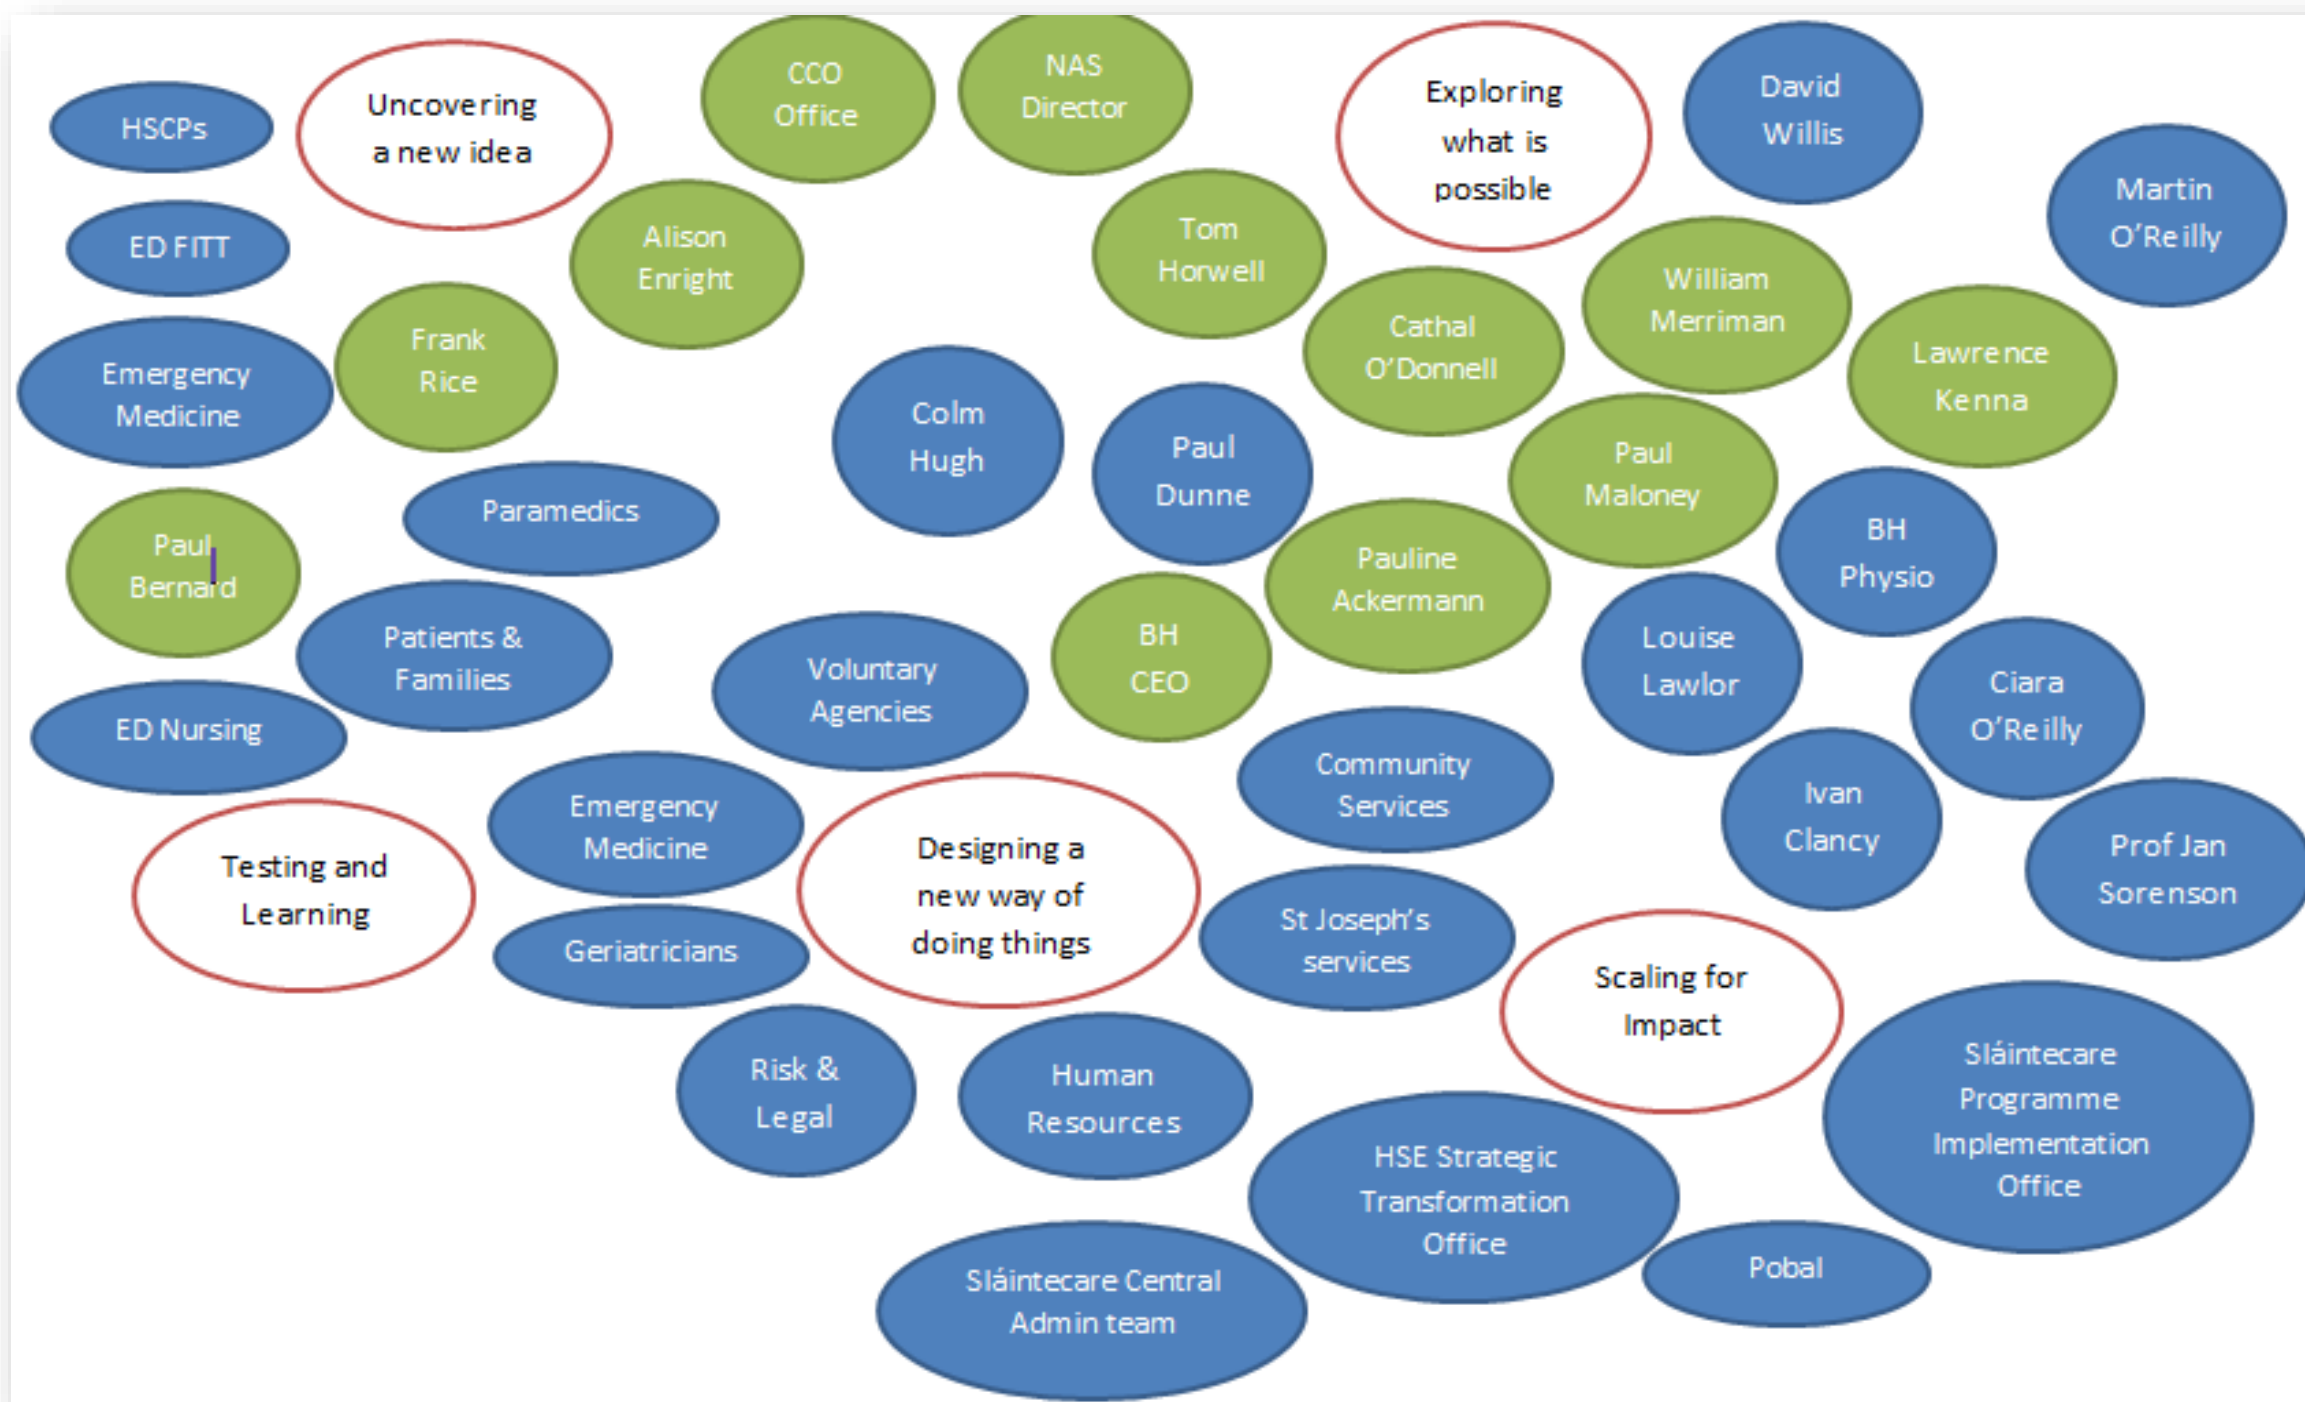 HSCPs
Uncovering
a new idea
CCO
Office
NAS
Director
Exploring
what is
possible
David
Willis
Martin
O'Reilly
ED FITT
Alison
Enright
Tom
Horwell
William
Merriman
Frank
Rice
Cathal
O'Donnell
Lawrence
Kenna
Emergency
Medicine
Colm
Hugh
Paul
Dunne
Paul
Maloney
Paramedics
BH
Physio
Paul
Bernard
Pauline
Ackermann
Patients &
Families
Voluntary
Agencies
BH
CEO
Louise
Lawlor
Ciara
O'Reilly
ED Nursing
Emergency
Medicine
Community
Services
Ivan
Clancy
Testing and
Learning
Designing a
new way of
doing things
Prof Jan
Sorenson
Geriatricians
St Joseph's
services
Scaling for
Impact
Risk &
Legal
Human
Resources
Sláintecare
Programme
Implementation
Office
HSE Strategic
Transformation
Office
Sláintecare Central
Admin team
Pobal